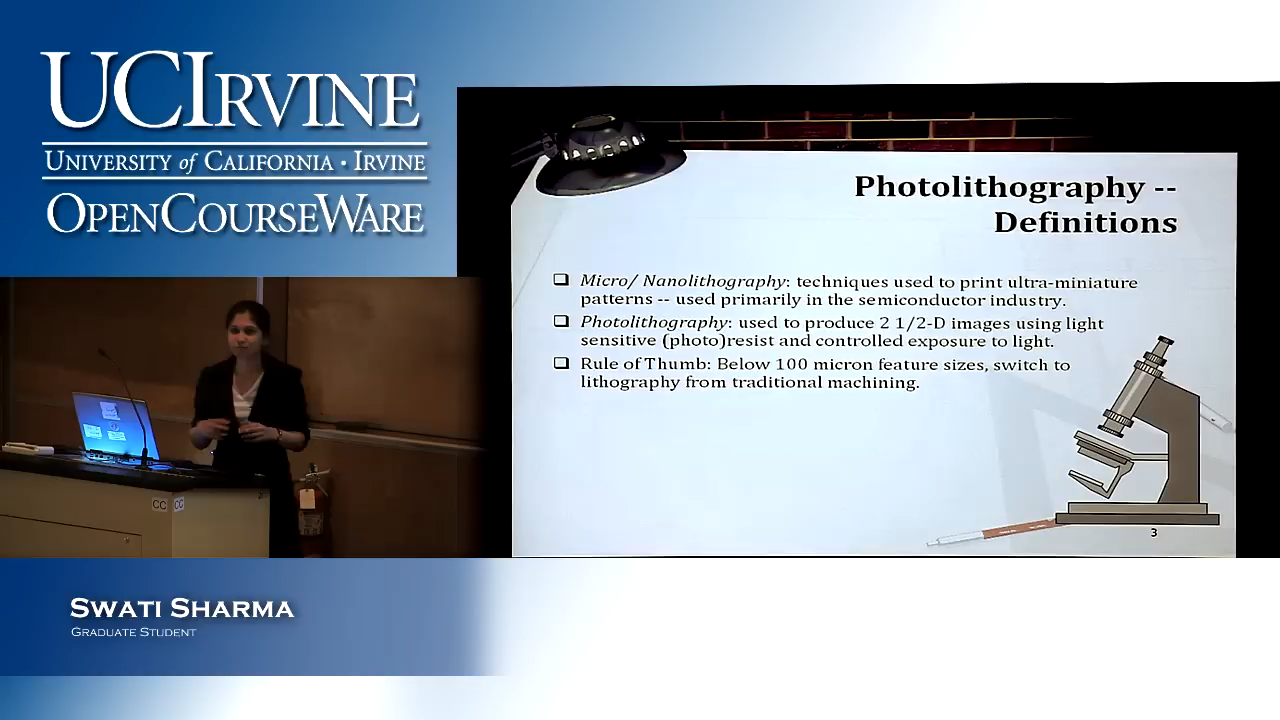 UCIRVINE
UNIVERSITY of CALIFORNIA · IRVINE
OPENCOURSEWARE
Photolithography --
Definitions
Micro/ Nanolithography: techniques used to print ultra-miniature
patterns -- used primarily in the semiconductor industry.
Photolithography: used to produce 2 1/2-D images using light
sensitive (photo)resist and controlled exposure to light.
Rule of Thumb: Below 100 micron feature sizes, switch to
lithography from traditional machining.
3
CC
CC
SWATI SHARMA
GRADUATE STUDENT